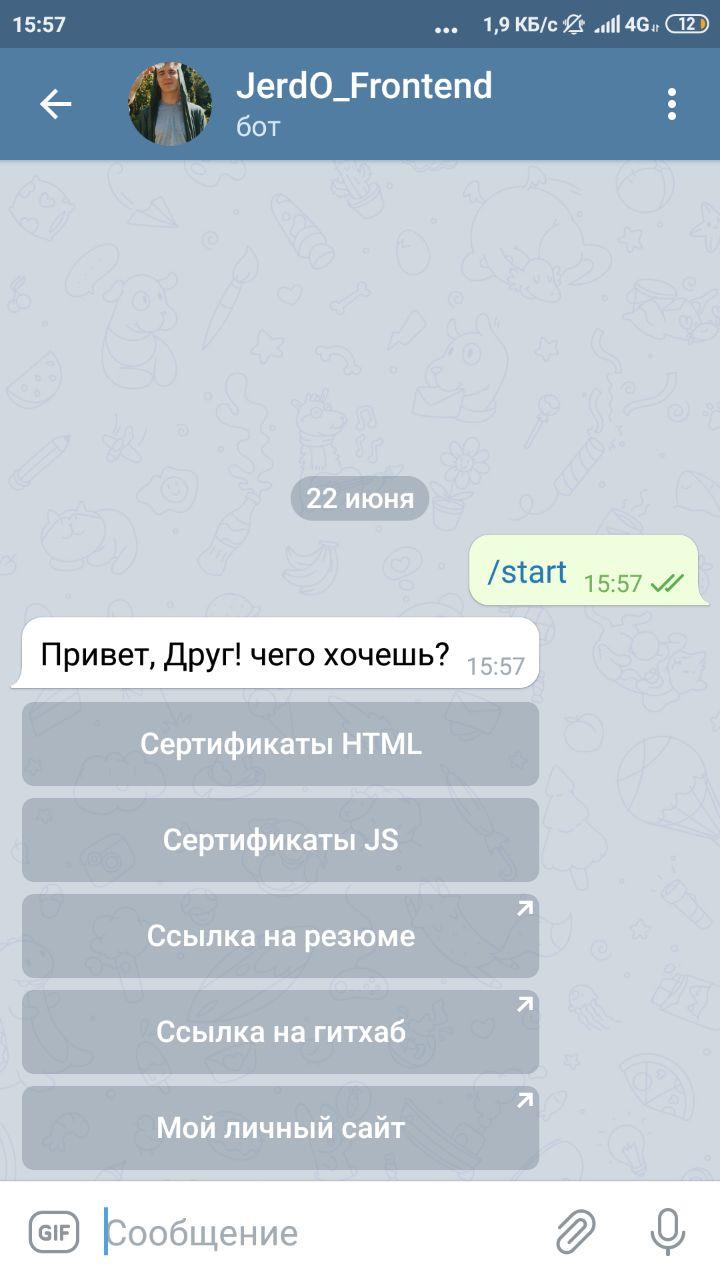 15:57
... 1,9 КБ/с 4G 12
JerdO_Frontend
бот
22 июня
/start 15:57
Привет, Друг! чего хочешь? 15:57
Сертификаты HTML
Сертификаты JS
Ссылка на резюме
Ссылка на гитхаб
Мой личный сайт
GIF Сообщение